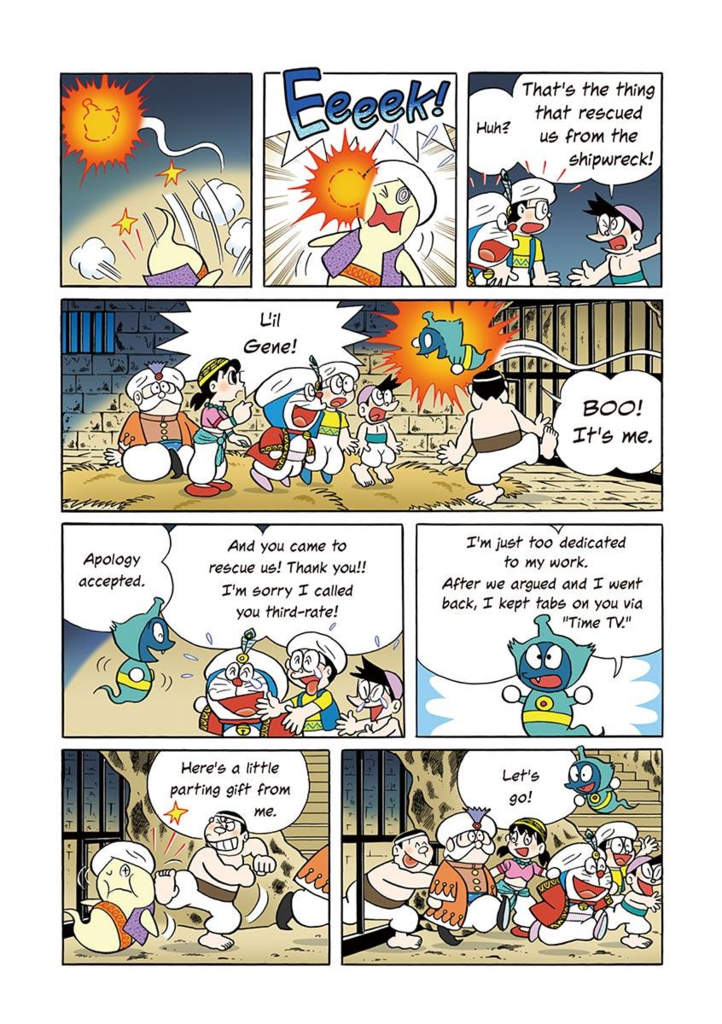 Eeeek!
Huh?
That's the thing
that rescued
us from the
shipwreck!
L'il
Gene!
BOO!
It's me.
Apology
accepted.
And you came to
rescue us! Thank you!!
I'm sorry I called
you third-rate!
I'm just too dedicated
to my work.
After we argued and I went
back, I kept tabs on you via
"Time TV."
Here's a little
parting gift from
me.
Let's
go!